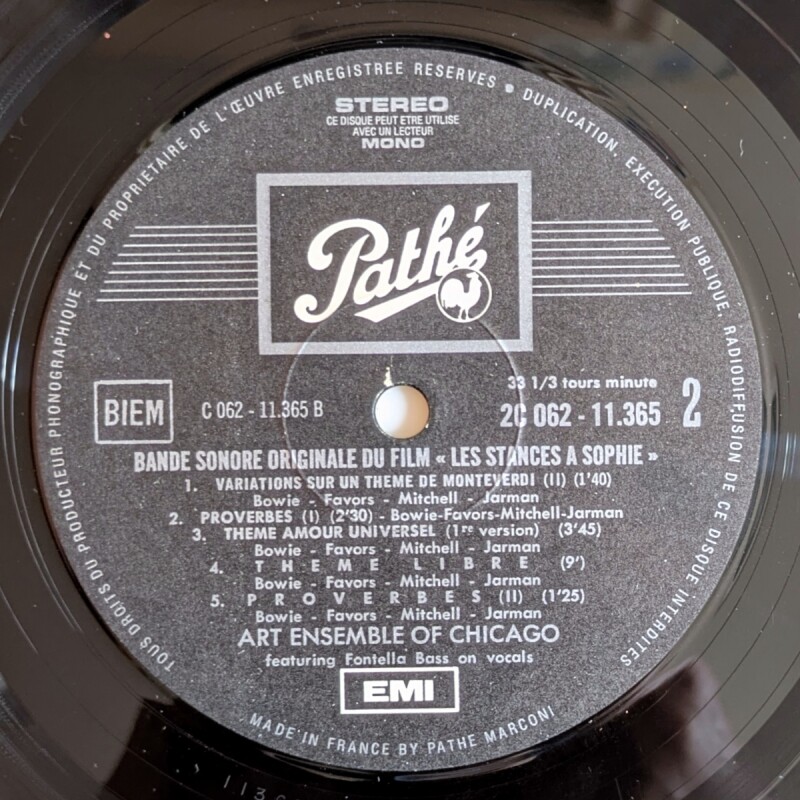 TOUS DROITS DU PRODUCTEUR PHONOGRAPHIQUE ET DU PROPRIETAIRE DE L'ŒUVRE ENREGISTREE RESERVES • DUPLICATION, EXECUTION PUBLIQUE, RADIODIFFUSION DE CE DISQUE INTERDITES
STEREO
CE DISQUE PEUT ETRE UTILISE
AVEC UN LECTEUR
MONO
Pathé
33 1/3 tours minute
BIEM C 062 - 11.365 B 2C 062 - 11.365 2
BANDE SONORE ORIGINALE DU FILM « LES STANCES A SOPHIE »
1. VARIATIONS SUR UN THEME DE MONTEVERDI (II) (1'40)
Bowie - Favors - Mitchell - Jarman
2. PROVERBES (I) (2'30) - Bowie-Favors-Mitchell-Jarman
3. THEME AMOUR UNIVERSEL (1re version) (3'45)
Bowie - Favors - Mitchell - Jarman
4. THEME LIBRE (9')
Bowie - Favors - Mitchell - Jarman
5. PROVERBES (II) (1'25)
Bowie - Favors - Mitchell - Jarman
ART ENSEMBLE OF CHICAGO
featuring Fontella Bass on vocals
EMI
MADE IN FRANCE BY PATHE MARCONI